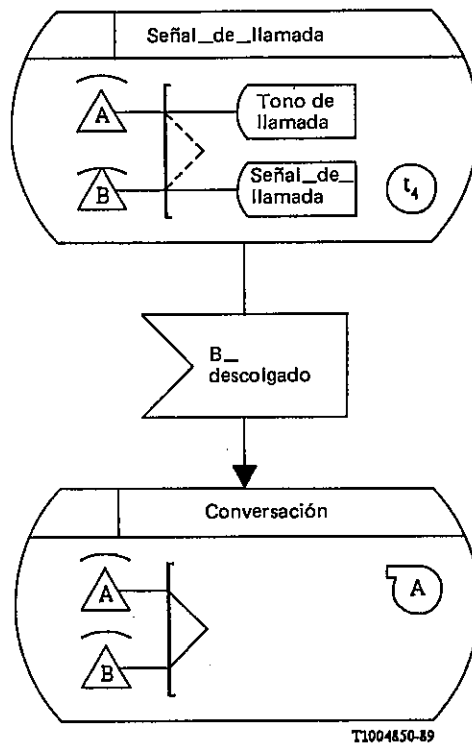 Señal_de_llamada
A
Tono de
llamada
B
Señal_de_
llamada
t4
B_
descolgado
Conversación
A
A
B
T1004850-89